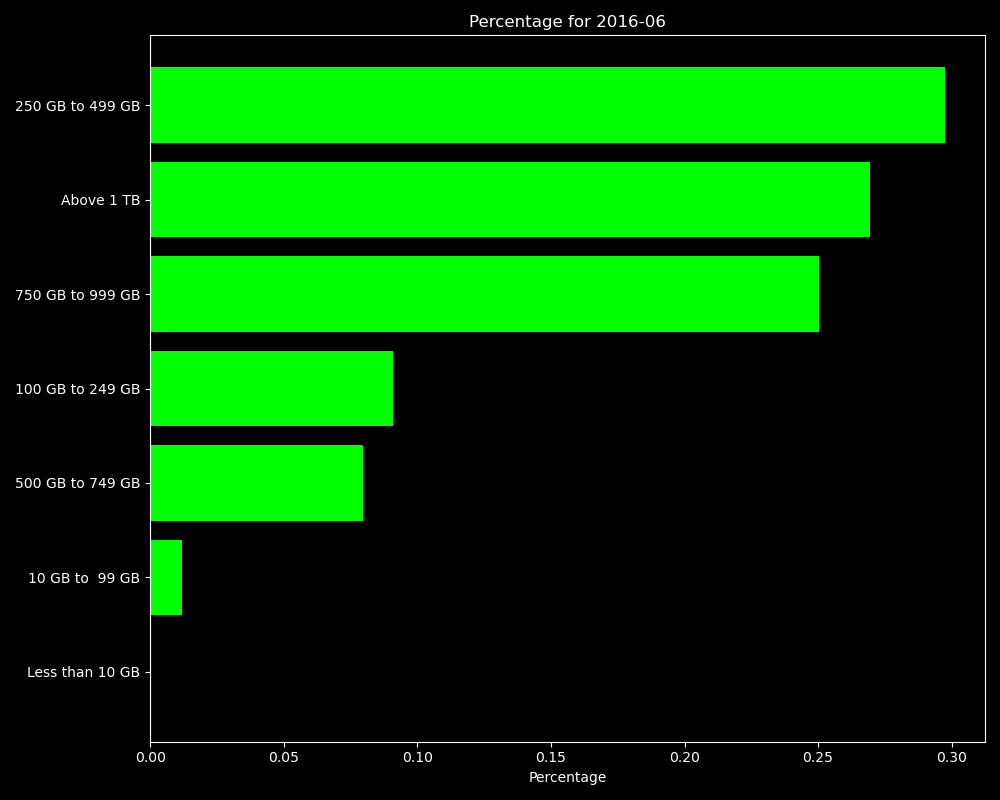 Percentage for 2016-06
250 GB to 499 GB
Above 1 TB
750 GB to 999 GB
100 GB to 249 GB
500 GB to 749 GB
10 GB to  99 GB
Less than 10 GB
0.00 0.05 0.10 0.15 0.20 0.25 0.30
Percentage